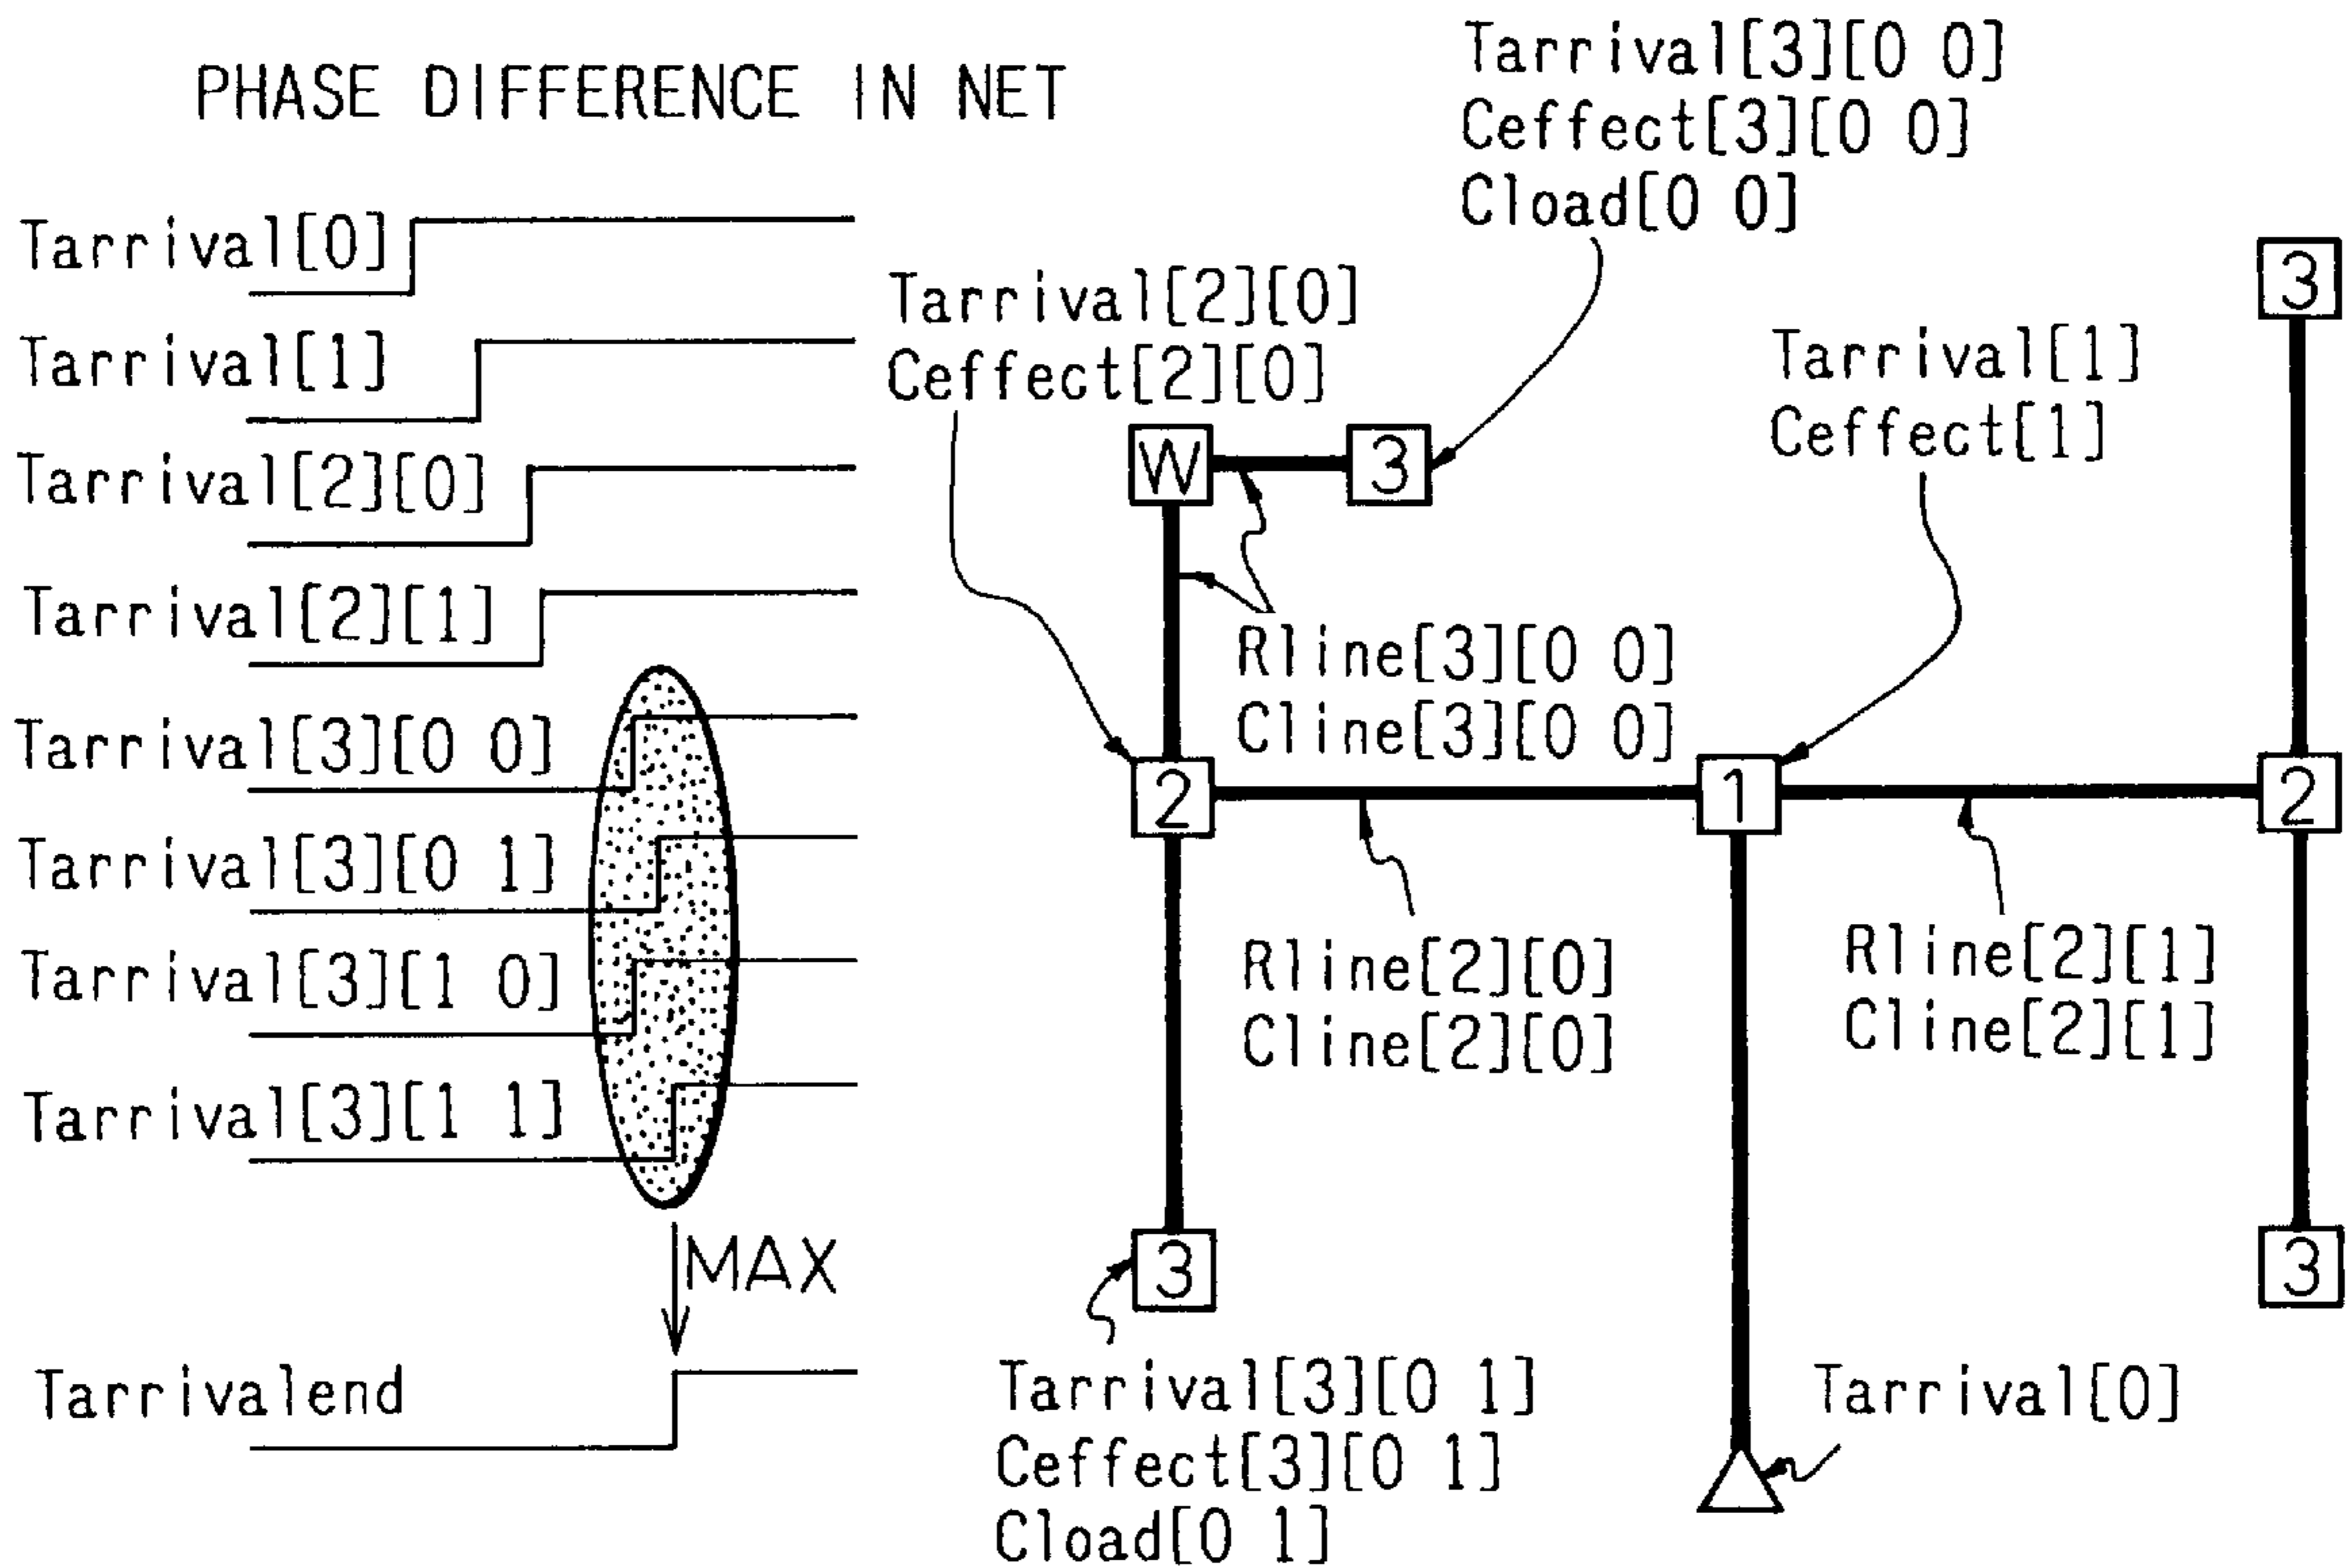 PHASE DIFFERENCE IN NET
Tarrival[0]
Tarrival[1]
Tarrival[2][0]
Tarrival[2][1]
Tarrival[3][0 0]
Tarrival[3][0 1]
Tarrival[3][1 0]
Tarrival[3][1 1]
MAX
Tarrivalend
Tarrival[3][0 0]
Ceffect[3][0 0]
Cload[0 0]
Tarrival[2][0]
Ceffect[2][0]
Tarrival[1]
Ceffect[1]
3
W
3
Rline[3][0 0]
Cline[3][0 0]
2
1
2
Rline[2][0]
Cline[2][0]
Rline[2][1]
Cline[2][1]
3
3
Tarrival[3][0 1]
Ceffect[3][0 1]
Cload[0 1]
Tarrival[0]